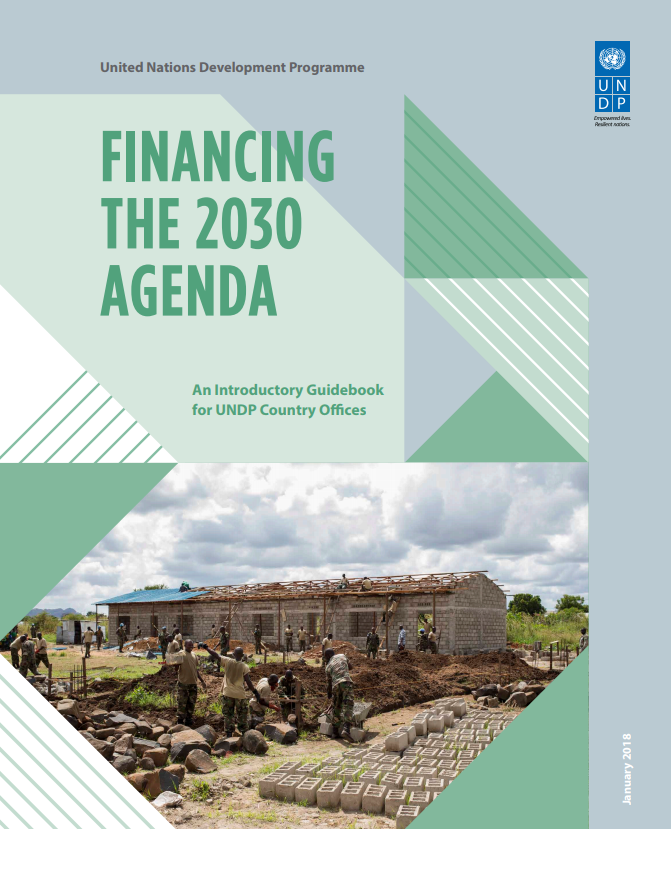 United Nations Development Programme
U N
D P
Empowered lives.
Resilient nations.
FINANCING
THE 2030
AGENDA
An Introductory Guidebook
for UNDP Country Offices
January 2018